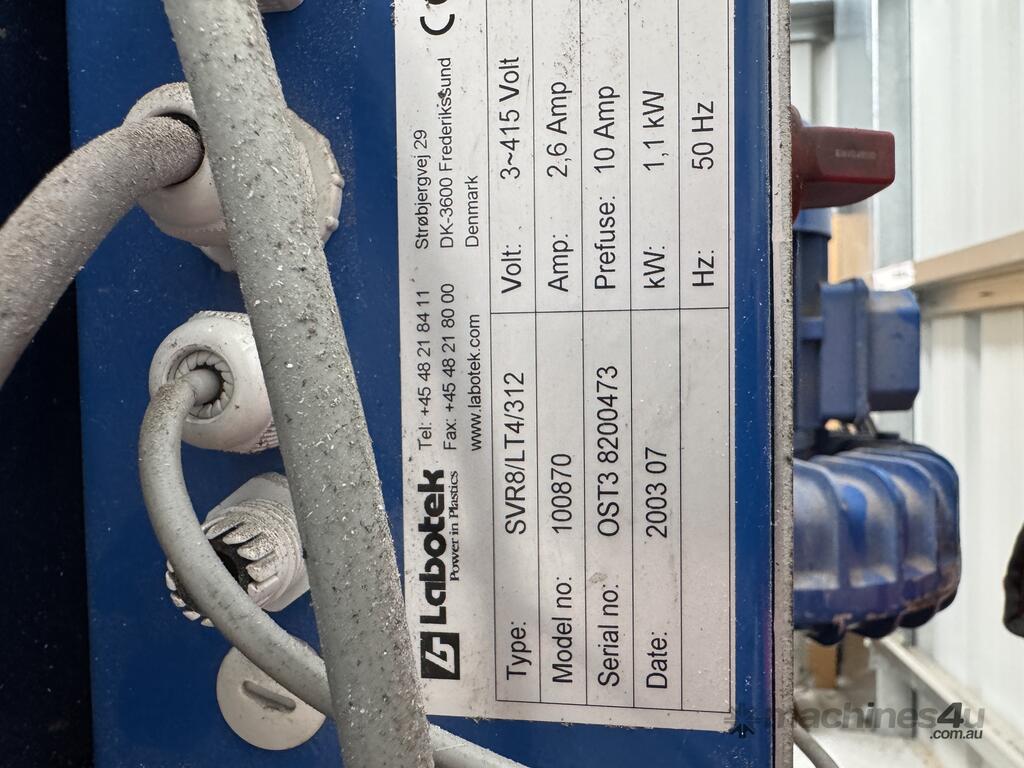 Labotek
Power in Plastics
Tel: +45 48 21 84 11
Fax: +45 48 21 80 00
www.labotek.com
Strøbjergvej 29
DK-3600 Frederikssund
Denmark
Type: SVR8/LT4/312 Volt: 3~415 Volt
Model no: 100870 Amp: 2,6 Amp
Serial no: OST3 8200473 Prefuse: 10 Amp
Date: 2003 07 kW: 1,1 kW
Hz: 50 Hz
machines4u
.com.au